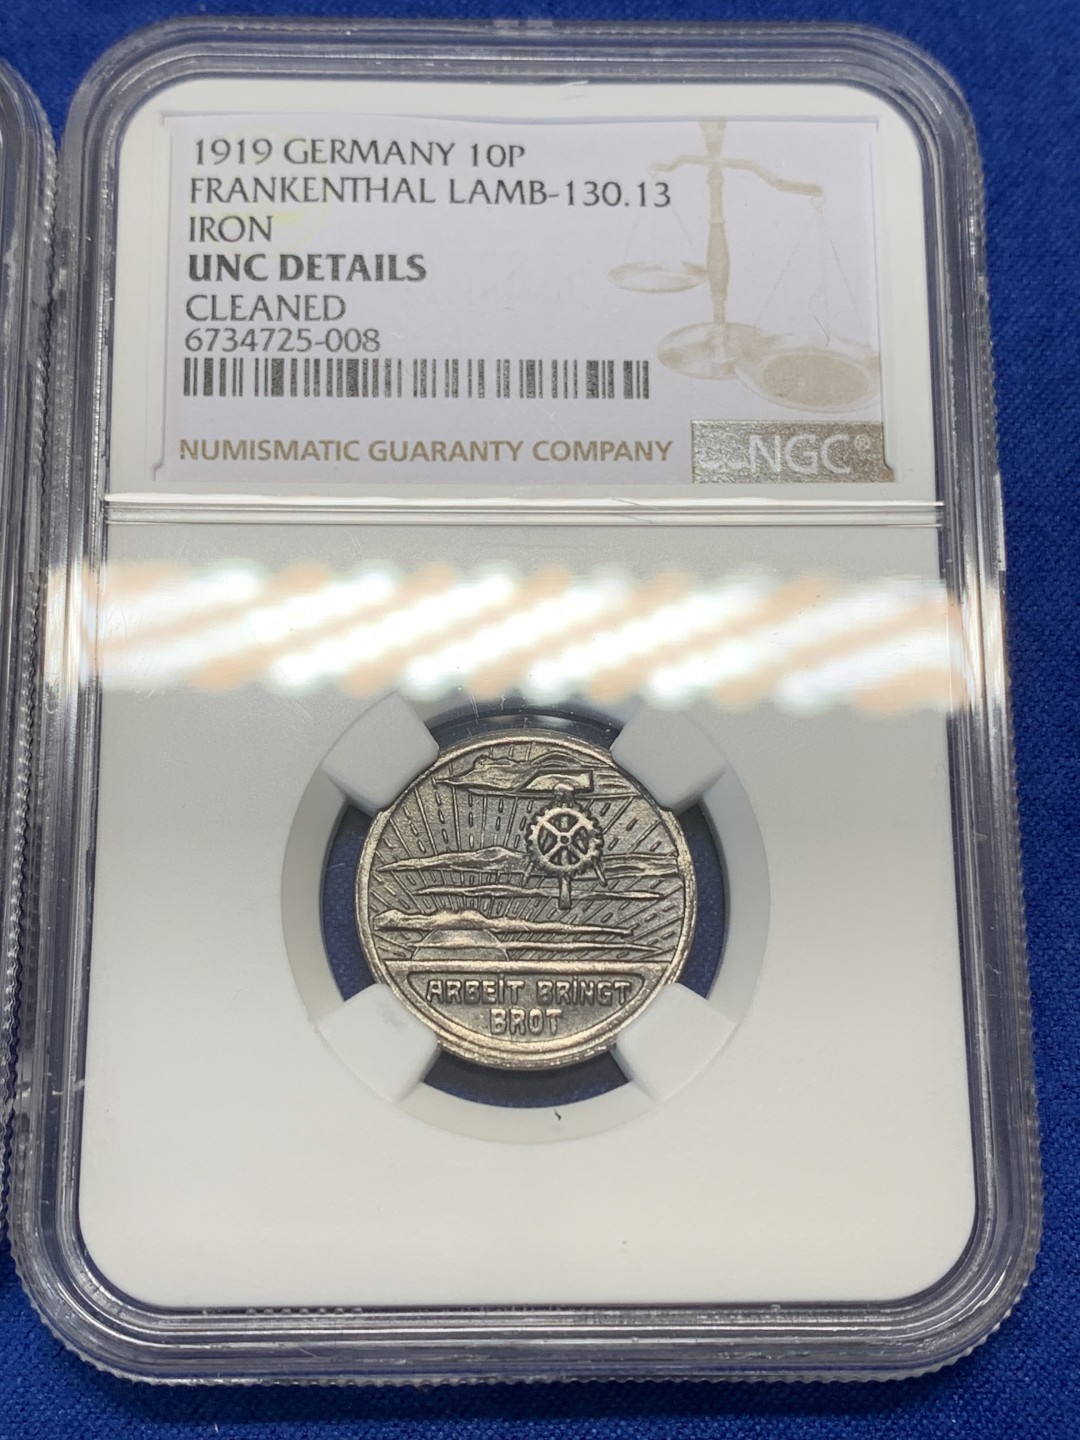 1919 GERMANY 10P
FRANKENTHAL LAMB-130.13
IRON
UNC DETAILS
CLEANED
6734725-008
NUMISMATIC GUARANTY COMPANY
NGC®
ARBEIT BRINGT
BROT